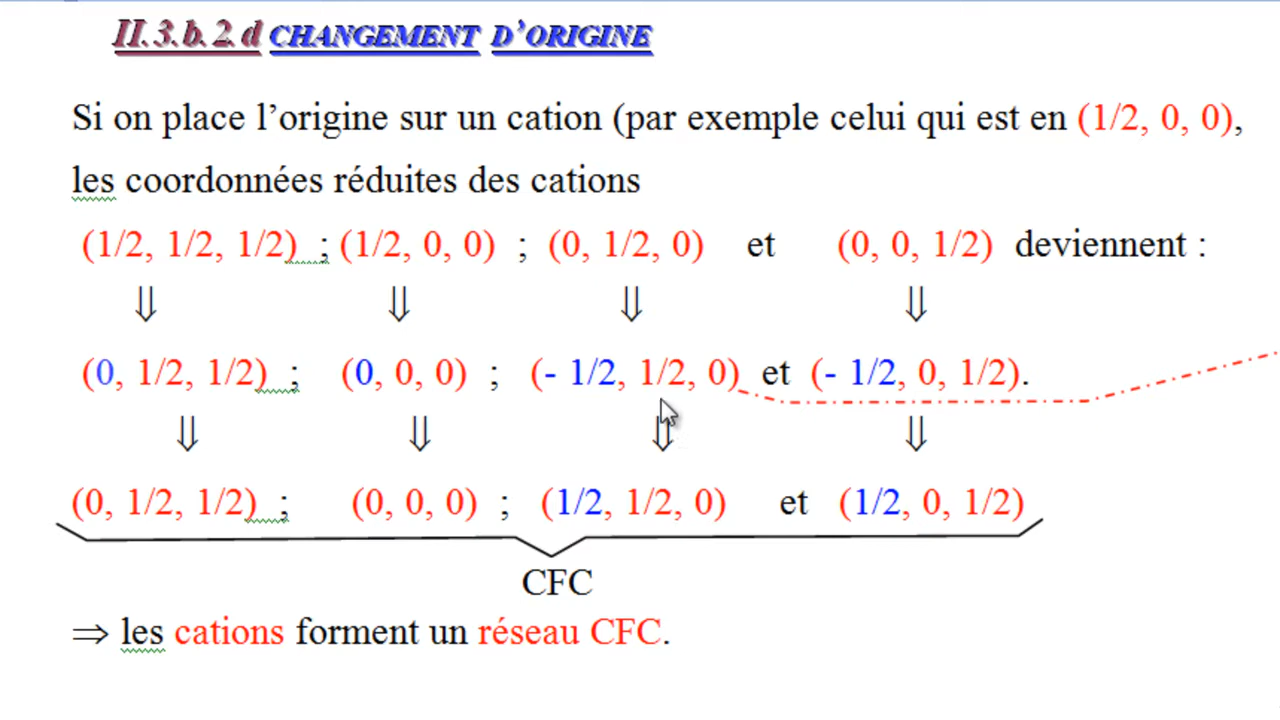 II.3.b.2.d CHANGEMENT D’ORIGINE
Si on place l’origine sur un cation (par exemple celui qui est en (1/2, 0, 0),
les coordonnées réduites des cations
(1/2, 1/2, 1/2) ; (1/2, 0, 0) ; (0, 1/2, 0) et (0, 0, 1/2) deviennent :
⇓ ⇓ ⇓ ⇓
(0, 1/2, 1/2) ; (0, 0, 0) ; (- 1/2, 1/2, 0) et (- 1/2, 0, 1/2).
⇓ ⇓ ⇓ ⇓
(0, 1/2, 1/2) ; (0, 0, 0) ; (1/2, 1/2, 0) et (1/2, 0, 1/2)
CFC
⇒ les cations forment un réseau CFC.